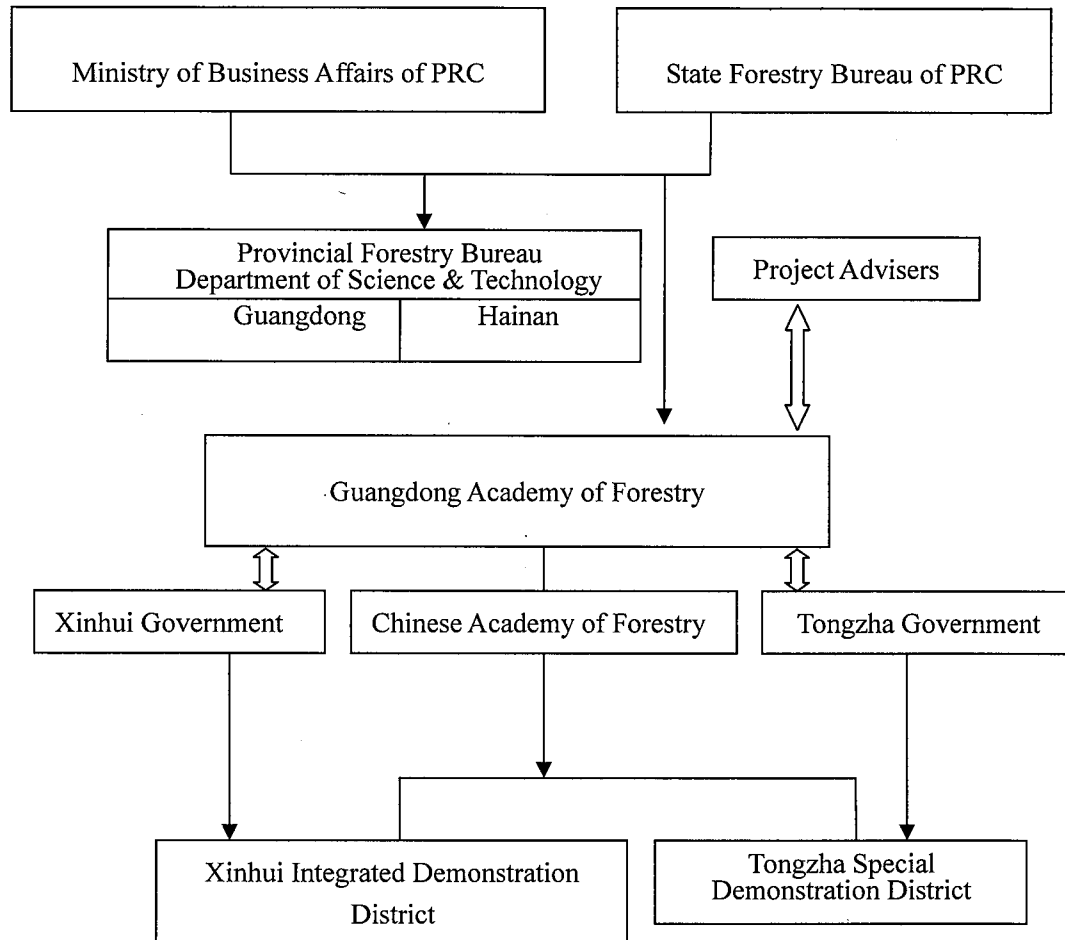 Ministry of Business Affairs of PRC
State Forestry Bureau of PRC
Provincial Forestry Bureau
Department of Science & Technology
Guangdong
Hainan
Project Advisers
Guangdong Academy of Forestry
Xinhui Government
Chinese Academy of Forestry
Tongzha Government
Xinhui Integrated Demonstration
District
Tongzha Special
Demonstration District